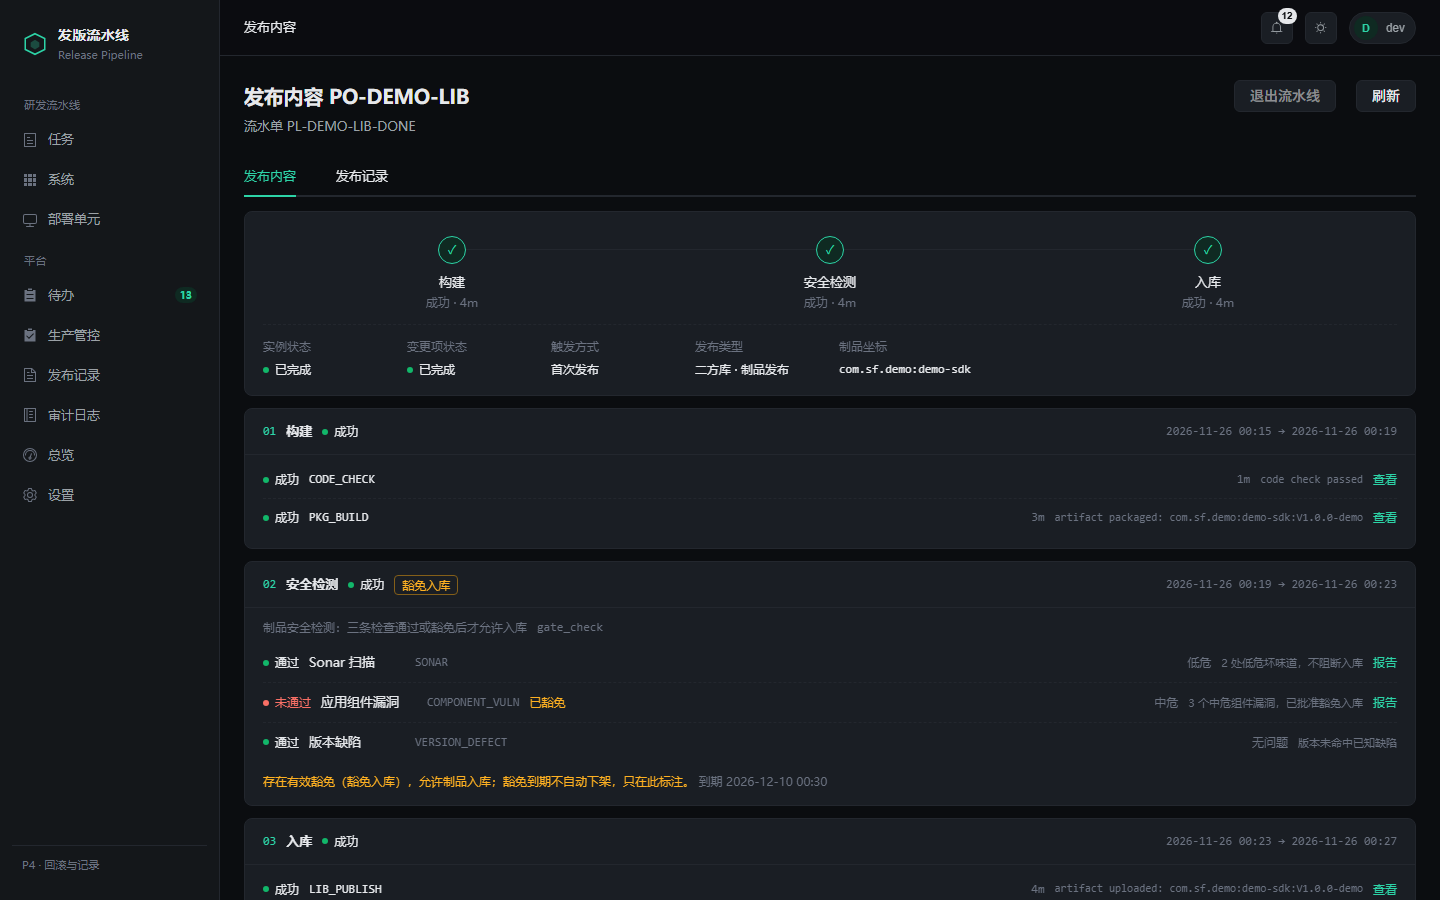 发版流水线
Release Pipeline
研发流水线
任务
系统
部署单元
平台
待办 13
生产管控
发布记录
审计日志
总览
设置
P4 · 回滚与记录
发布内容
12
D dev
发布内容 PO-DEMO-LIB
流水单 PL-DEMO-LIB-DONE
退出流水线 刷新
发布内容 发布记录
构建 安全检测 入库
成功 · 4m 成功 · 4m 成功 · 4m
实例状态 变更项状态 触发方式 发布类型 制品坐标
已完成 已完成 首次发布 二方库 · 制品发布 com.sf.demo:demo-sdk
01 构建 成功 2026-11-26 00:15 → 2026-11-26 00:19
成功 CODE_CHECK 1m code check passed 查看
成功 PKG_BUILD 3m artifact packaged: com.sf.demo:demo-sdk:V1.0.0-demo 查看
02 安全检测 成功 豁免入库 2026-11-26 00:19 → 2026-11-26 00:23
制品安全检测：三条检查通过或豁免后才允许入库 gate_check
通过 Sonar 扫描 SONAR 低危 2 处低危坏味道，不阻断入库 报告
未通过 应用组件漏洞 COMPONENT_VULN 已豁免 中危 3 个中危组件漏洞，已批准豁免入库 报告
通过 版本缺陷 VERSION_DEFECT 无问题 版本未命中已知缺陷
存在有效豁免（豁免入库），允许制品入库；豁免到期不自动下架，只在此标注。 到期 2026-12-10 00:30
03 入库 成功 2026-11-26 00:23 → 2026-11-26 00:27
成功 LIB_PUBLISH 4m artifact uploaded: com.sf.demo:demo-sdk:V1.0.0-demo 查看